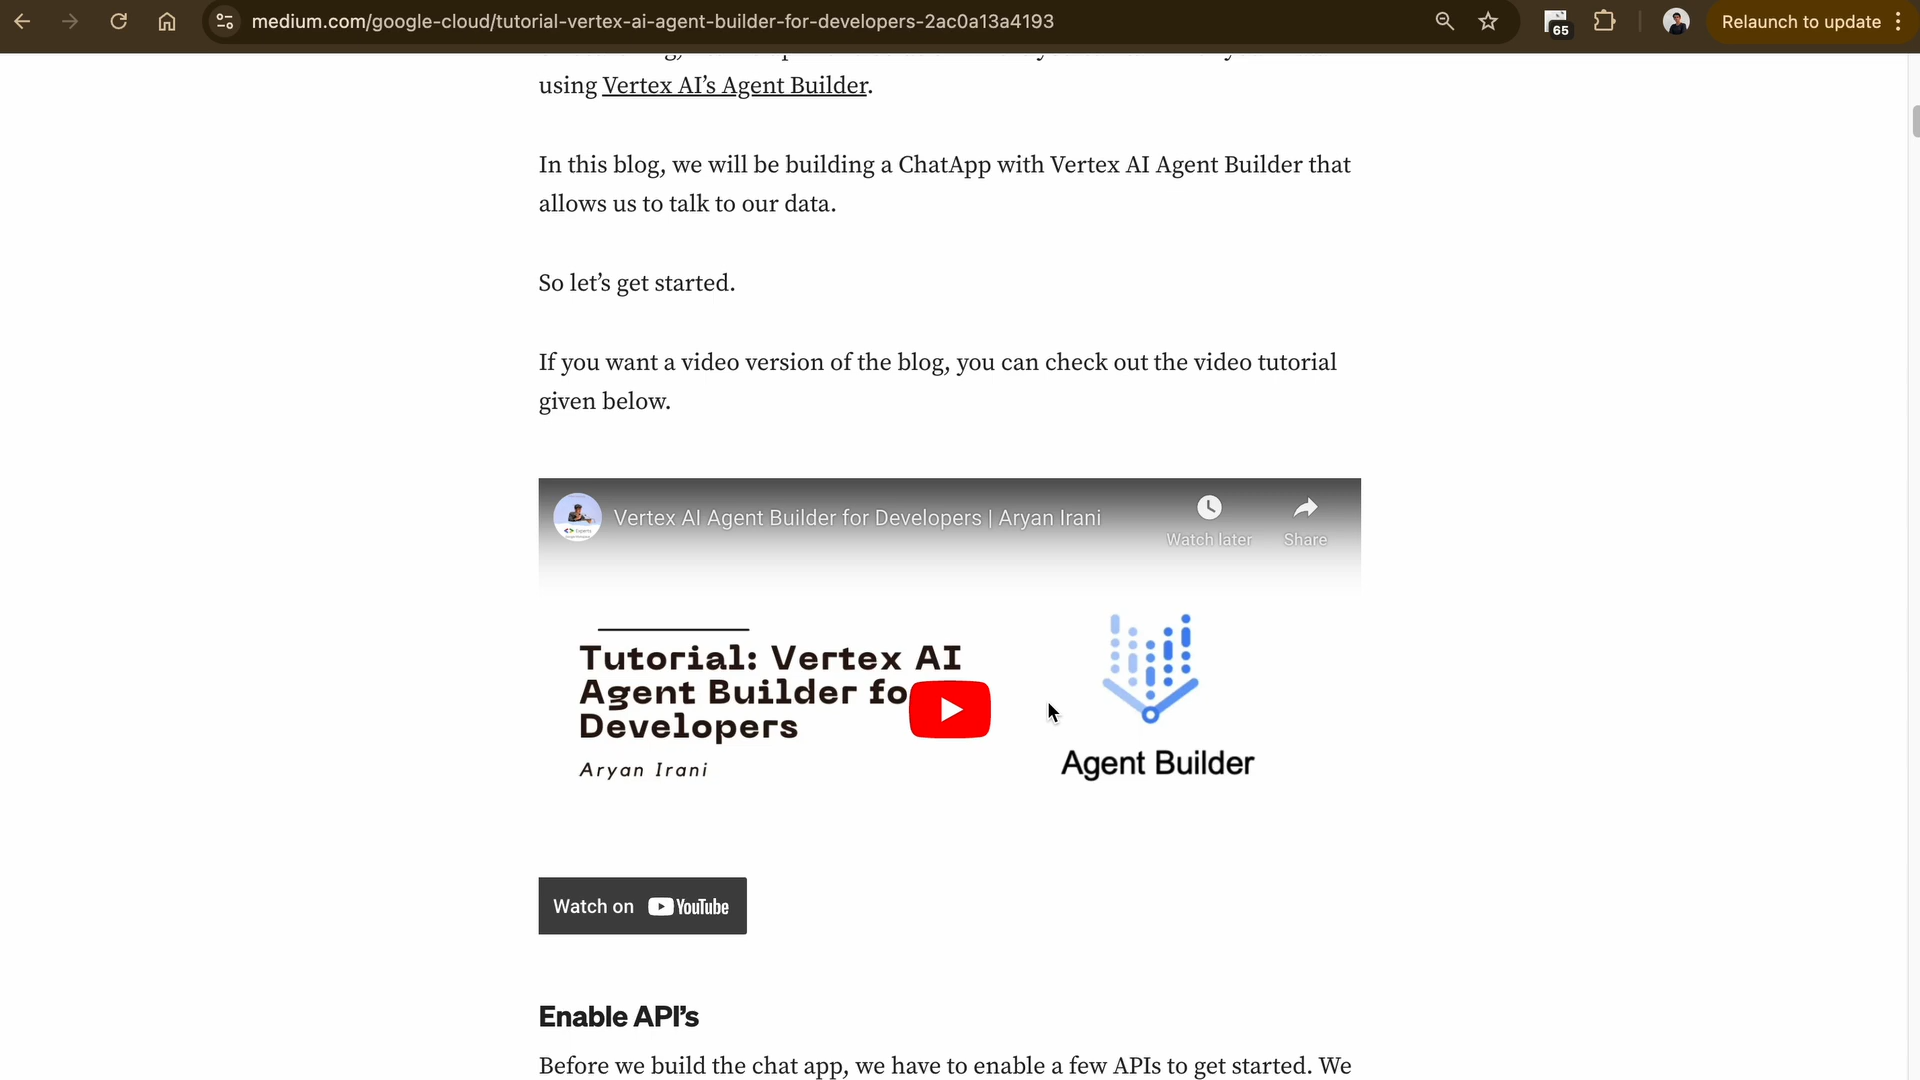 medium.com/google-cloud/tutorial-vertex-ai-agent-builder-for-developers-2ac0a13a4193
65
Relaunch to update
using Vertex AI’s Agent Builder.
In this blog, we will be building a ChatApp with Vertex AI Agent Builder that
allows us to talk to our data.
So let’s get started.
If you want a video version of the blog, you can check out the video tutorial
given below.
Vertex AI Agent Builder for Developers | Aryan Irani
Watch later
Share
Tutorial: Vertex AI
Agent Builder fo
Developers
Aryan Irani
Agent Builder
Watch on YouTube
Enable API’s
Before we build the chat app, we have to enable a few APIs to get started. We